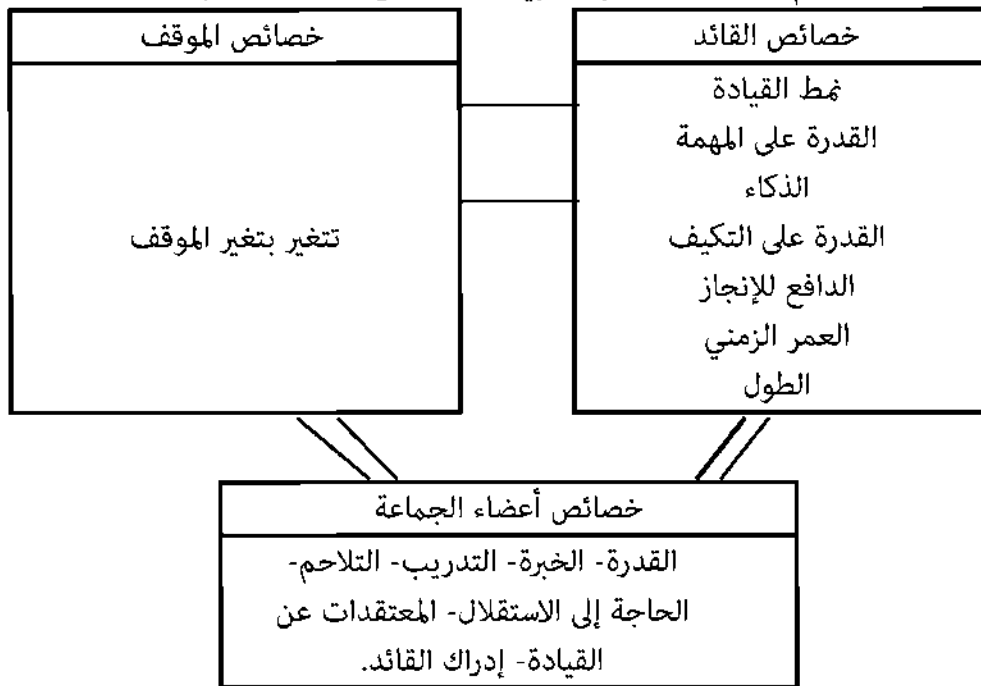 خصائص القائد
نمط القيادة
القدرة على المهمة
الذكاء
القدرة على التكيف
الدافع للإنجاز
العمر الزمني
الطول
خصائص الموقف
تتغير بتغير الموقف
خصائص أعضاء الجماعة
القدرة- الخبرة- التدريب- التلاحم-
الحاجة إلى الاستقلال- المعتقدات عن
القيادة- إدراك القائد.